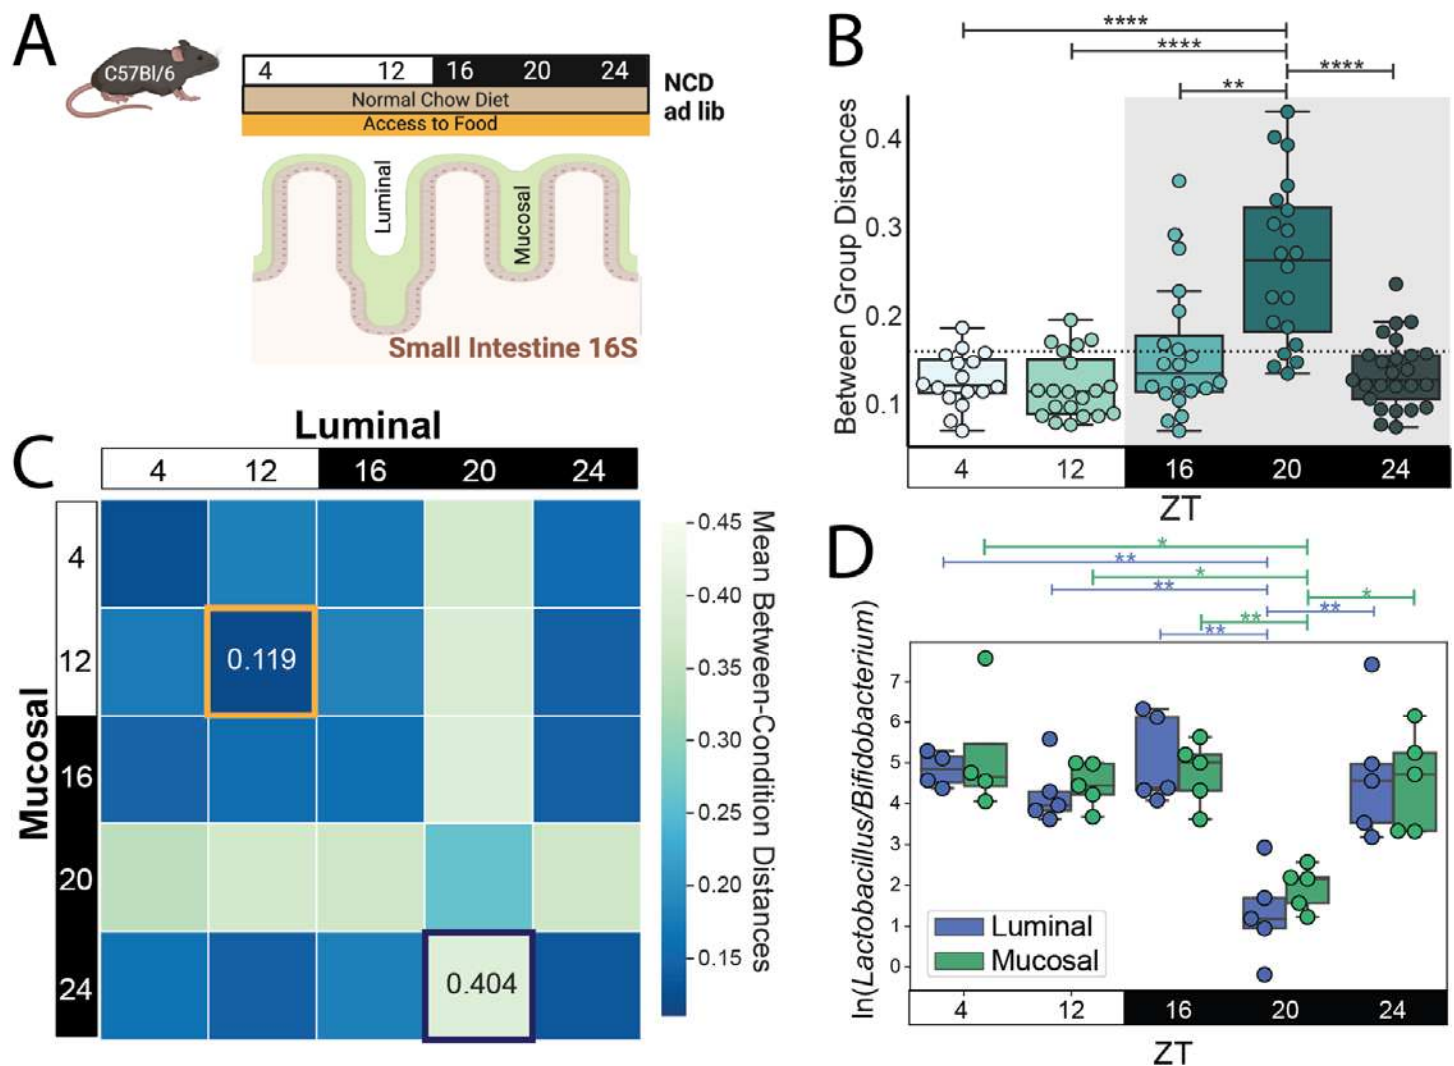 A
C57Bl/6
4 12 16 20 24
NCD
ad lib
Normal Chow Diet
Access to Food
Luminal
Mucosal
Small Intestine 16S
B
****
****
**
****
Between Group Distances
0.4
0.3
0.2
0.1
4 12 16 20 24
ZT
C
Luminal
4 12 16 20 24
Mucosal
4
12
16
20
24
0.119
0.404
0.45
0.40
0.35
0.30
0.25
0.20
0.15
Mean Between-Condition Distances
D
*
**
*
**
*
**
**
**
ln(Lactobacillus/Bifidobacterium)
7
6
5
4
3
2
1
0
Luminal
Mucosal
4 12 16 20 24
ZT